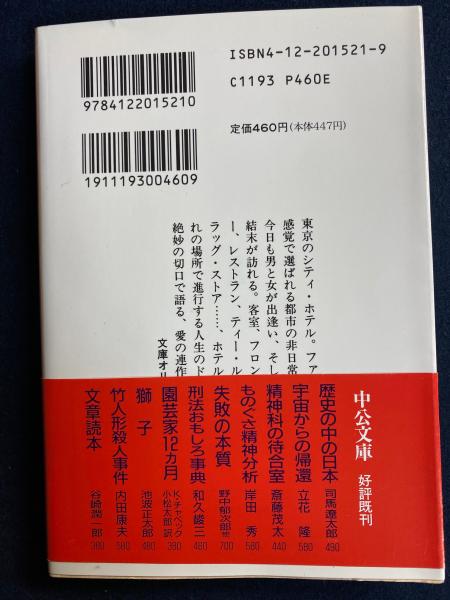 ISBN4-12-201521-9
C1193 P460E
9784122015210
定価460円(本体447円)
1911193004609
東京のシティ・ホテル。ファ
感覚で選ばれる都市の非日常
今日も男と女が出逢い、そし
結末が訪れる。客室、フロン
ー、レストラン、ティー・ル
ラッグ・ストア……、ホテル
れの場所で進行する人生のド
絶妙の切口で語る、愛の連作
文庫オリ
中公文庫 好評既刊
歴史の中の日本 司馬遼太郎 490
宇宙からの帰還 立花 隆 580
精神科の待合室 斎藤茂太 440
ものぐさ精神分析 岸田 秀 580
失敗の本質 野中郁次郎他 700
刑法おもしろ事典 和久峻三 460
園芸家12カ月 K・チャペック 小松太郎訳 380
獅子 池波正太郎 480
竹人形殺人事件 内田康夫 580
文章読本 谷崎潤一郎 380